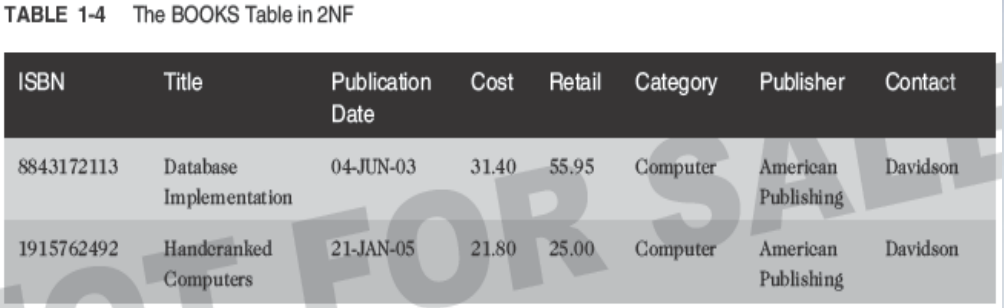 TABLE 1-4 The BOOKS Table in 2NF
ISBN Title Publication Date Cost Retail Category Publisher Contact
8843172113 Database Implementation 04-JUN-03 31.40 55.95 Computer American Publishing Davidson
1915762492 Handcranked Computers 21-JAN-05 21.80 25.00 Computer American Publishing Davidson
NOT FOR SALE